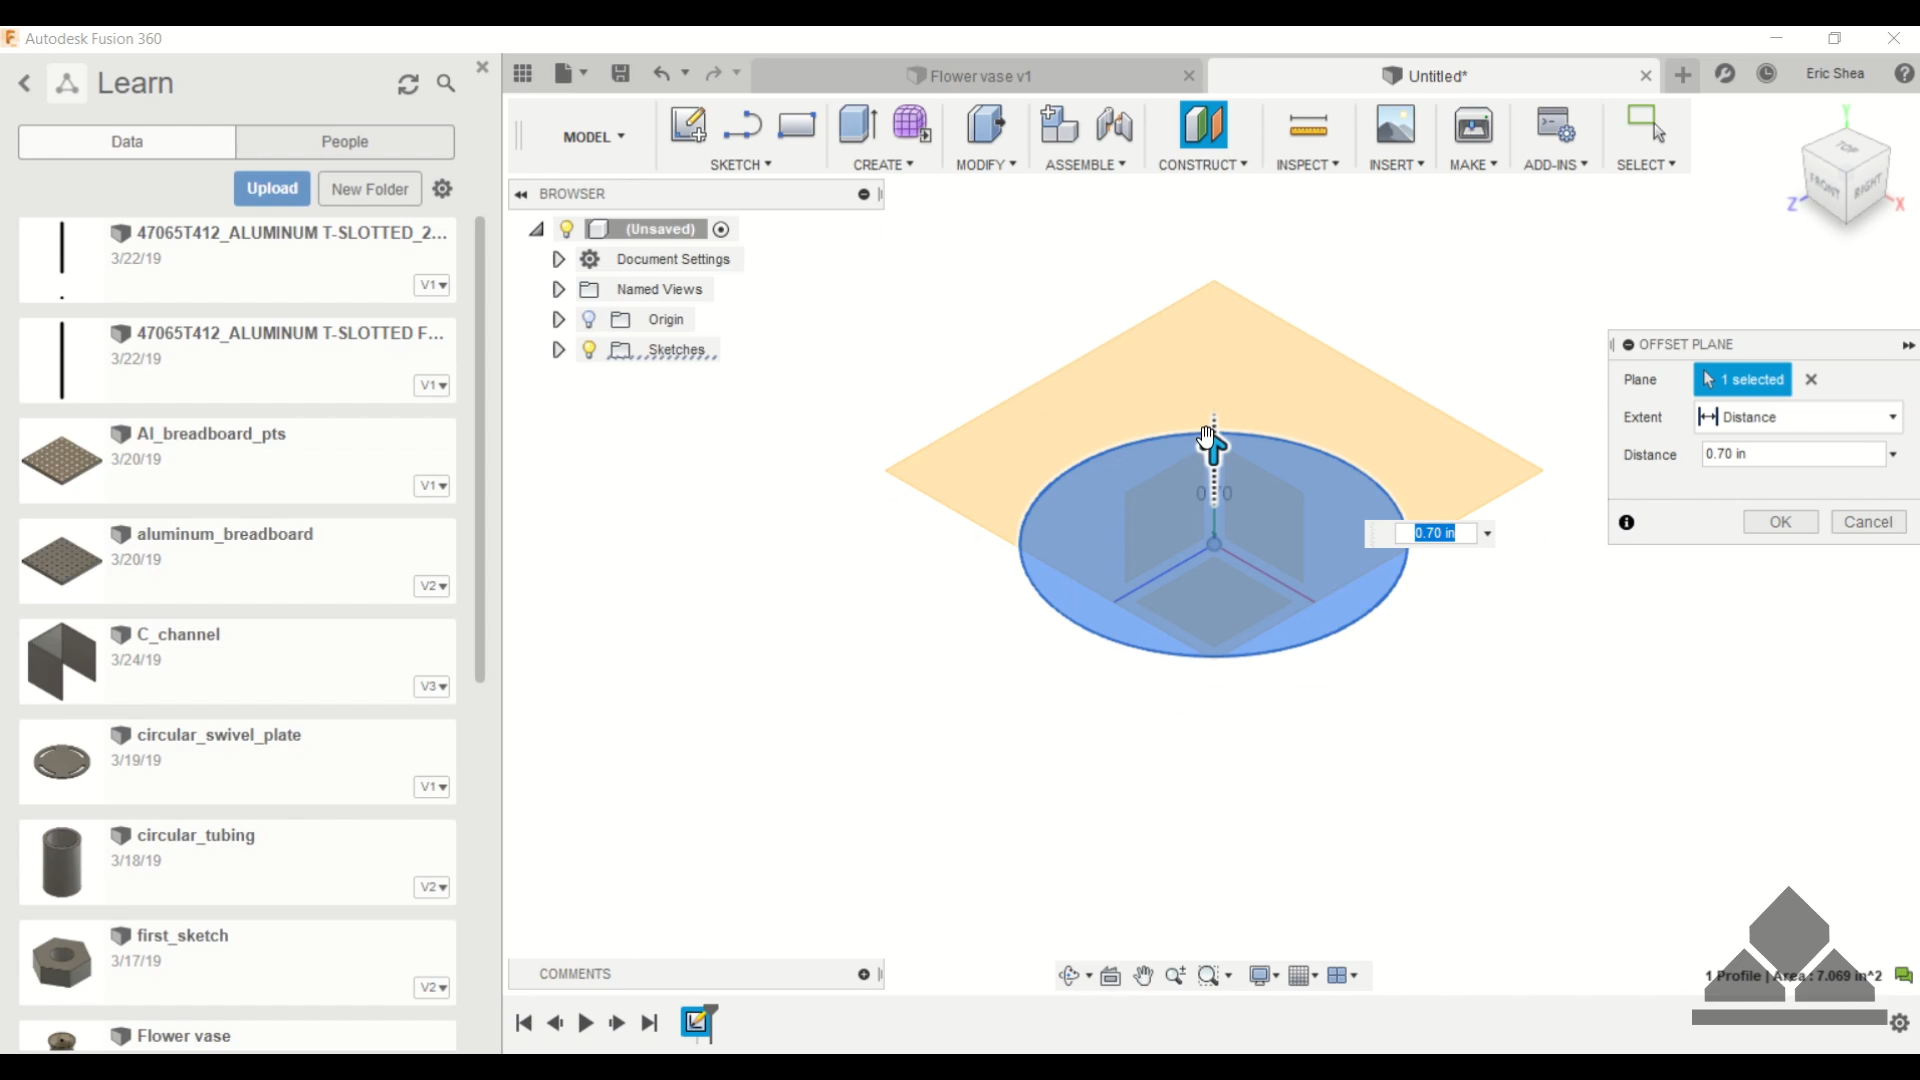 Autodesk Fusion 360
Learn
Data
People
Upload
New Folder
47065T412_ALUMINUM T-SLOTTED_2...
3/22/19
V1
47065T412_ALUMINUM T-SLOTTED F...
3/22/19
V1
Al_breadboard_pts
3/20/19
V1
aluminum_breadboard
3/20/19
V2
C_channel
3/24/19
V3
circular_swivel_plate
3/19/19
V1
circular_tubing
3/18/19
V2
first_sketch
3/17/19
V2
Flower vase
Flower vase v1
Untitled*
Eric Shea
MODEL
SKETCH
CREATE
MODIFY
ASSEMBLE
CONSTRUCT
INSPECT
INSERT
MAKE
ADD-INS
SELECT
BROWSER
(Unsaved)
Document Settings
Named Views
Origin
Sketches
Y
TOP
FRONT
RIGHT
Z
X
0.70 in
OFFSET PLANE
Plane
1 selected
Extent
Distance
Distance
0.70 in
OK
Cancel
COMMENTS
1 Profile | Area : 7.069 in^2